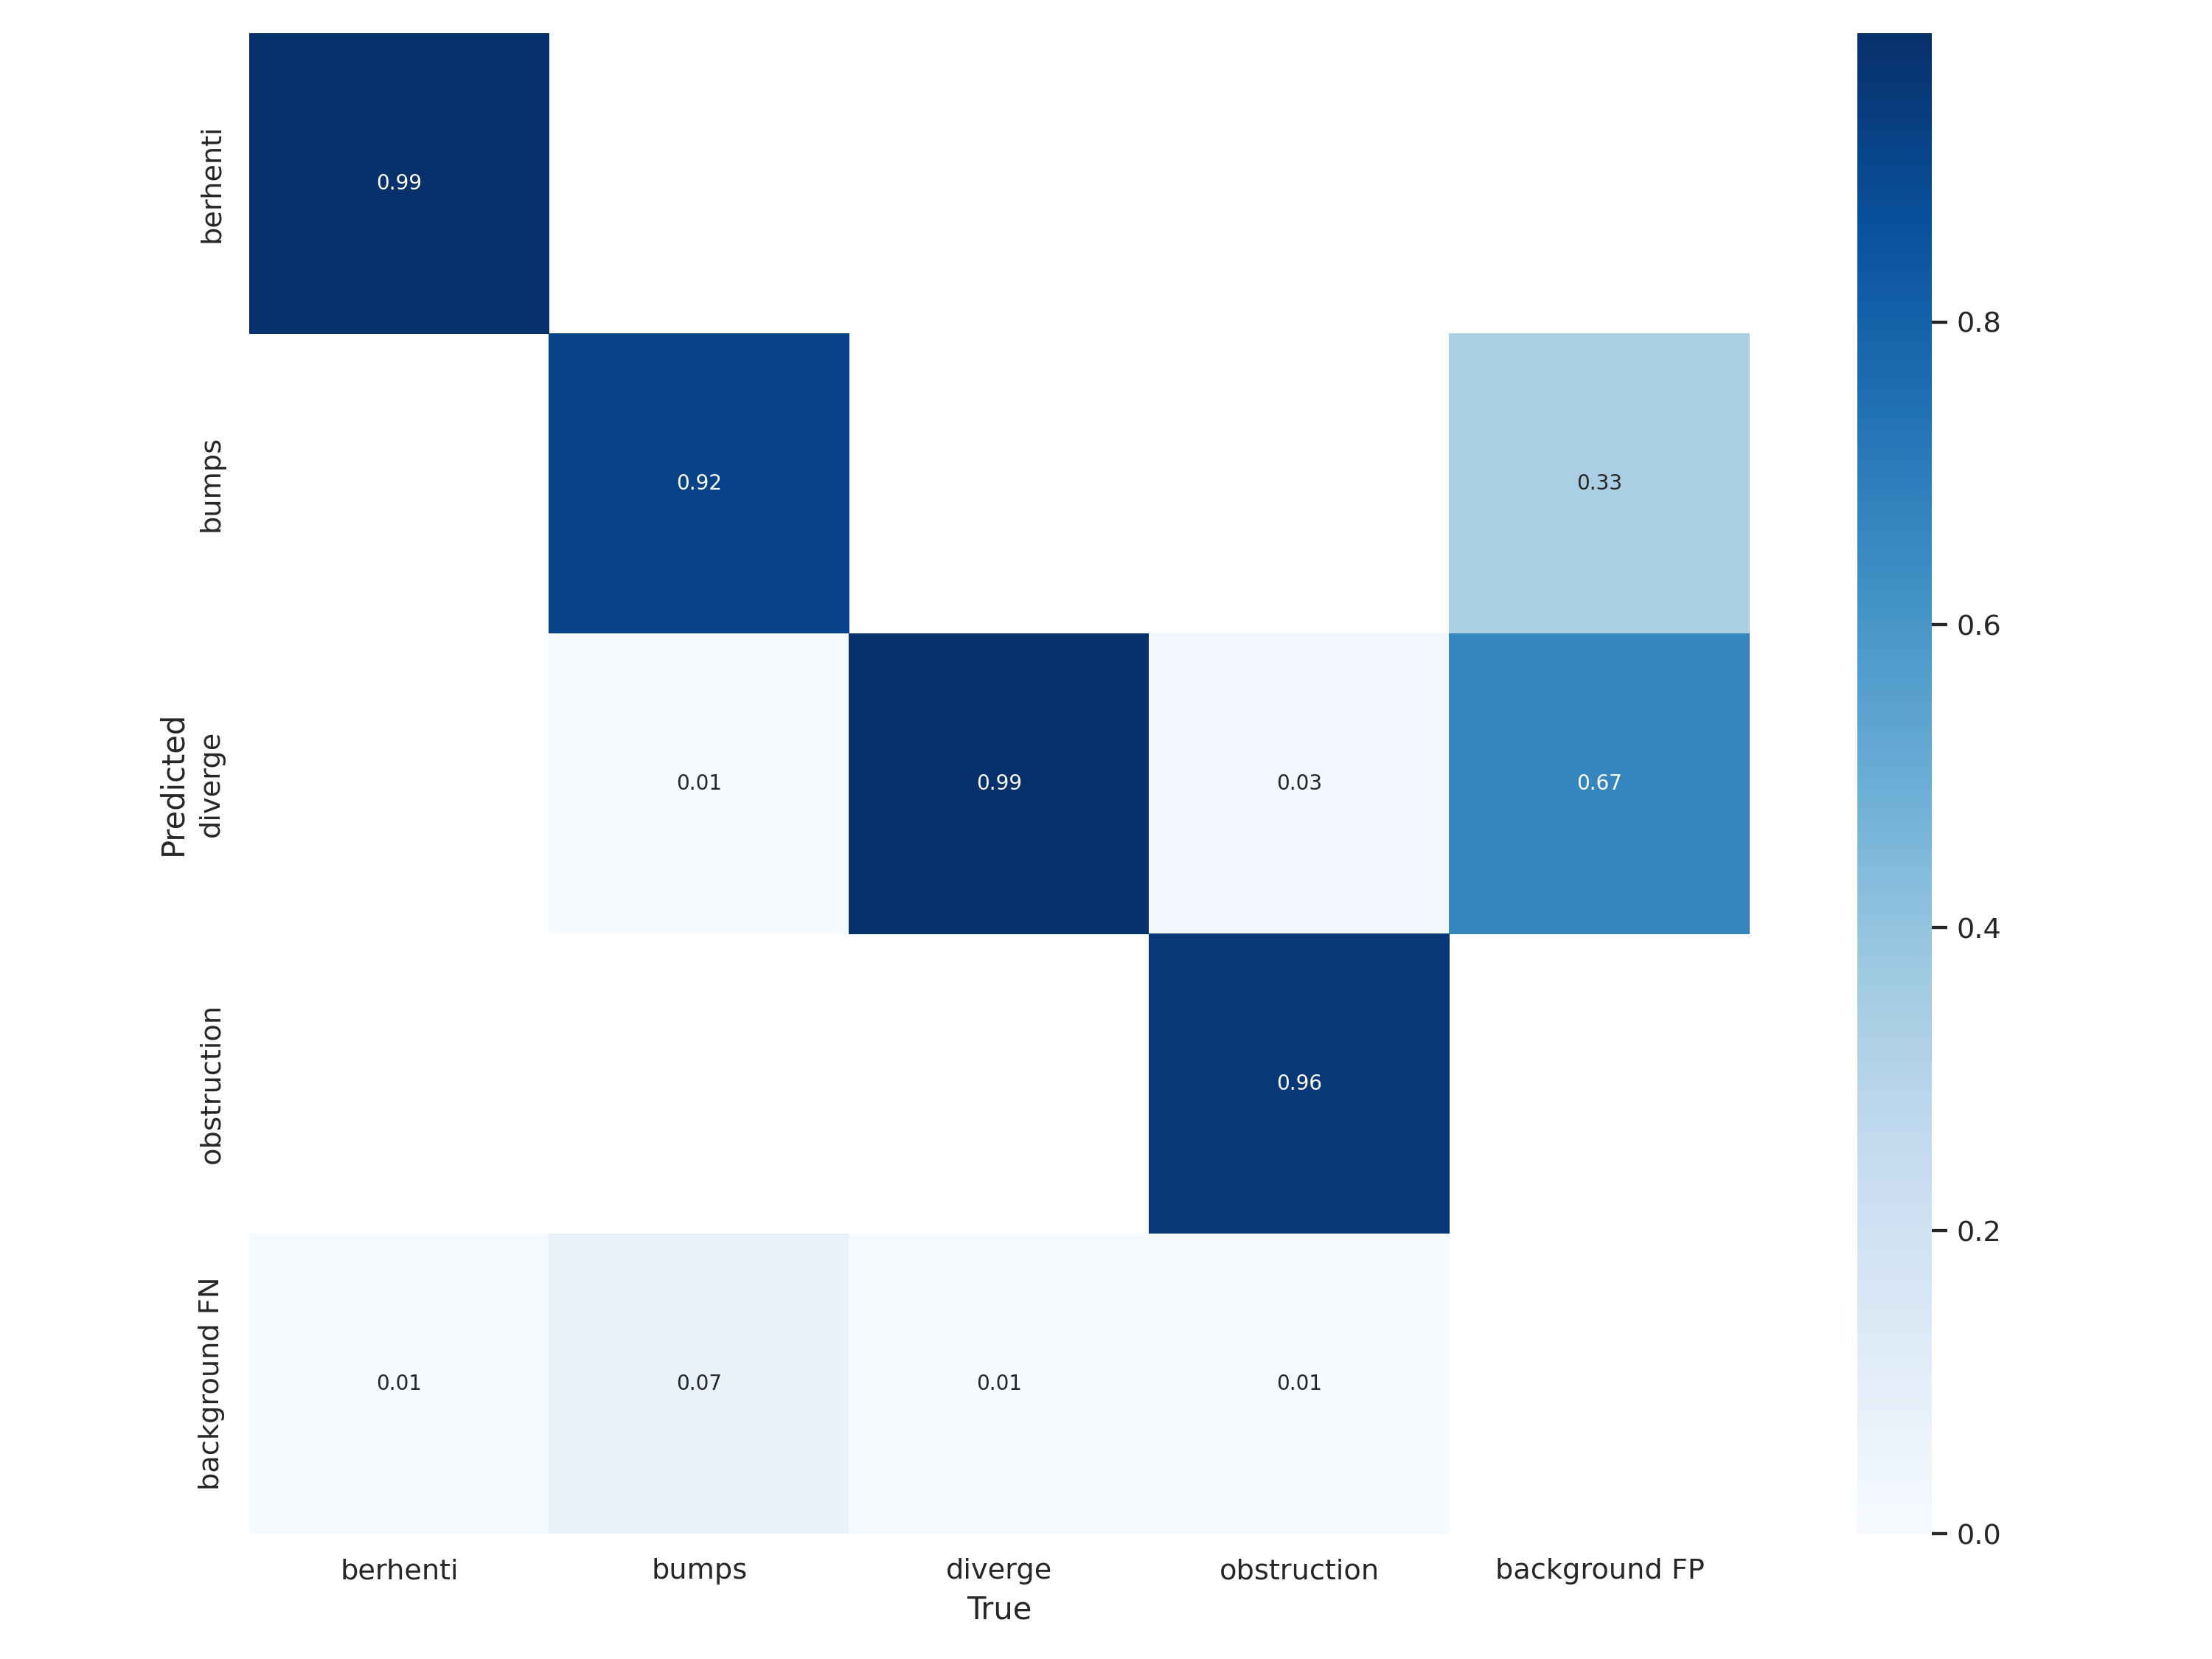 berhenti
0.99
bumps
0.92
0.33
0.8
0.6
Predicted
diverge
0.01
0.99
0.03
0.67
0.4
obstruction
0.96
0.2
background FN
0.01
0.07
0.01
0.01
0.0
berhenti
bumps
diverge
obstruction
background FP
True